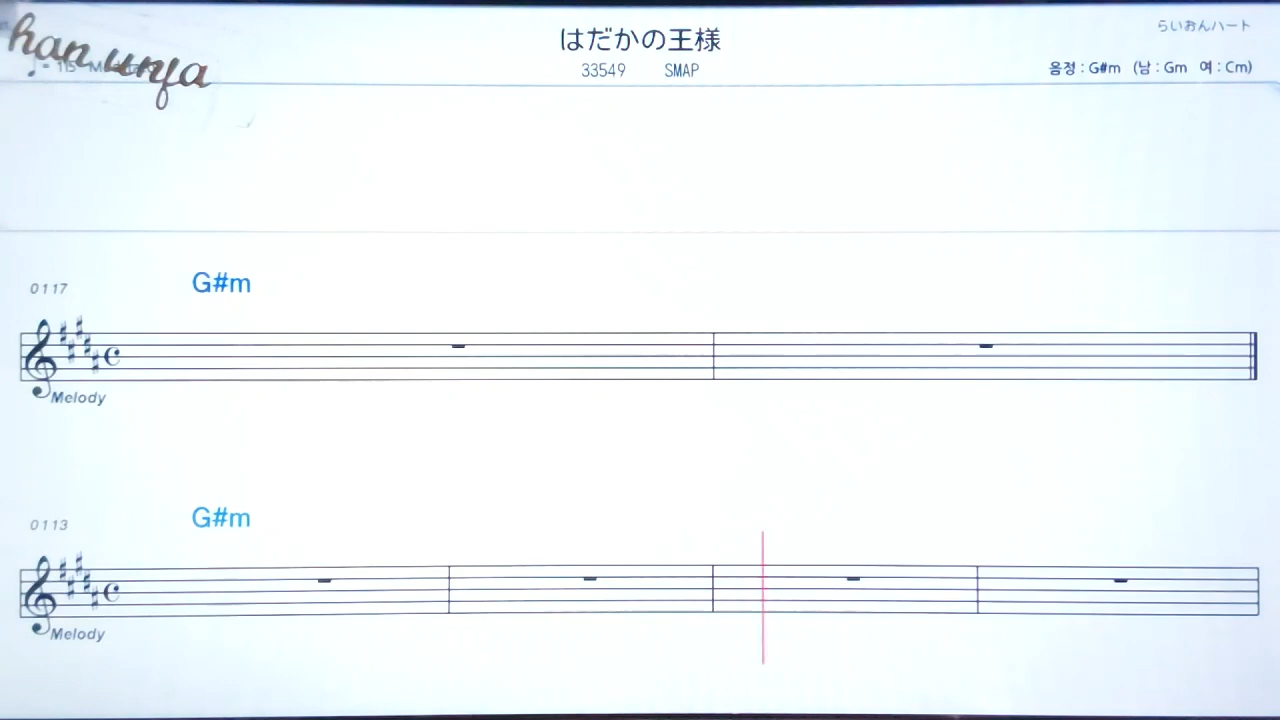 han unya
はだかの王様
らいおんハート
33549 SMAP
음정 : G#m (남 : Gm 여 : Cm)
♩= 115
0117 G#m
Melody
0113 G#m
Melody